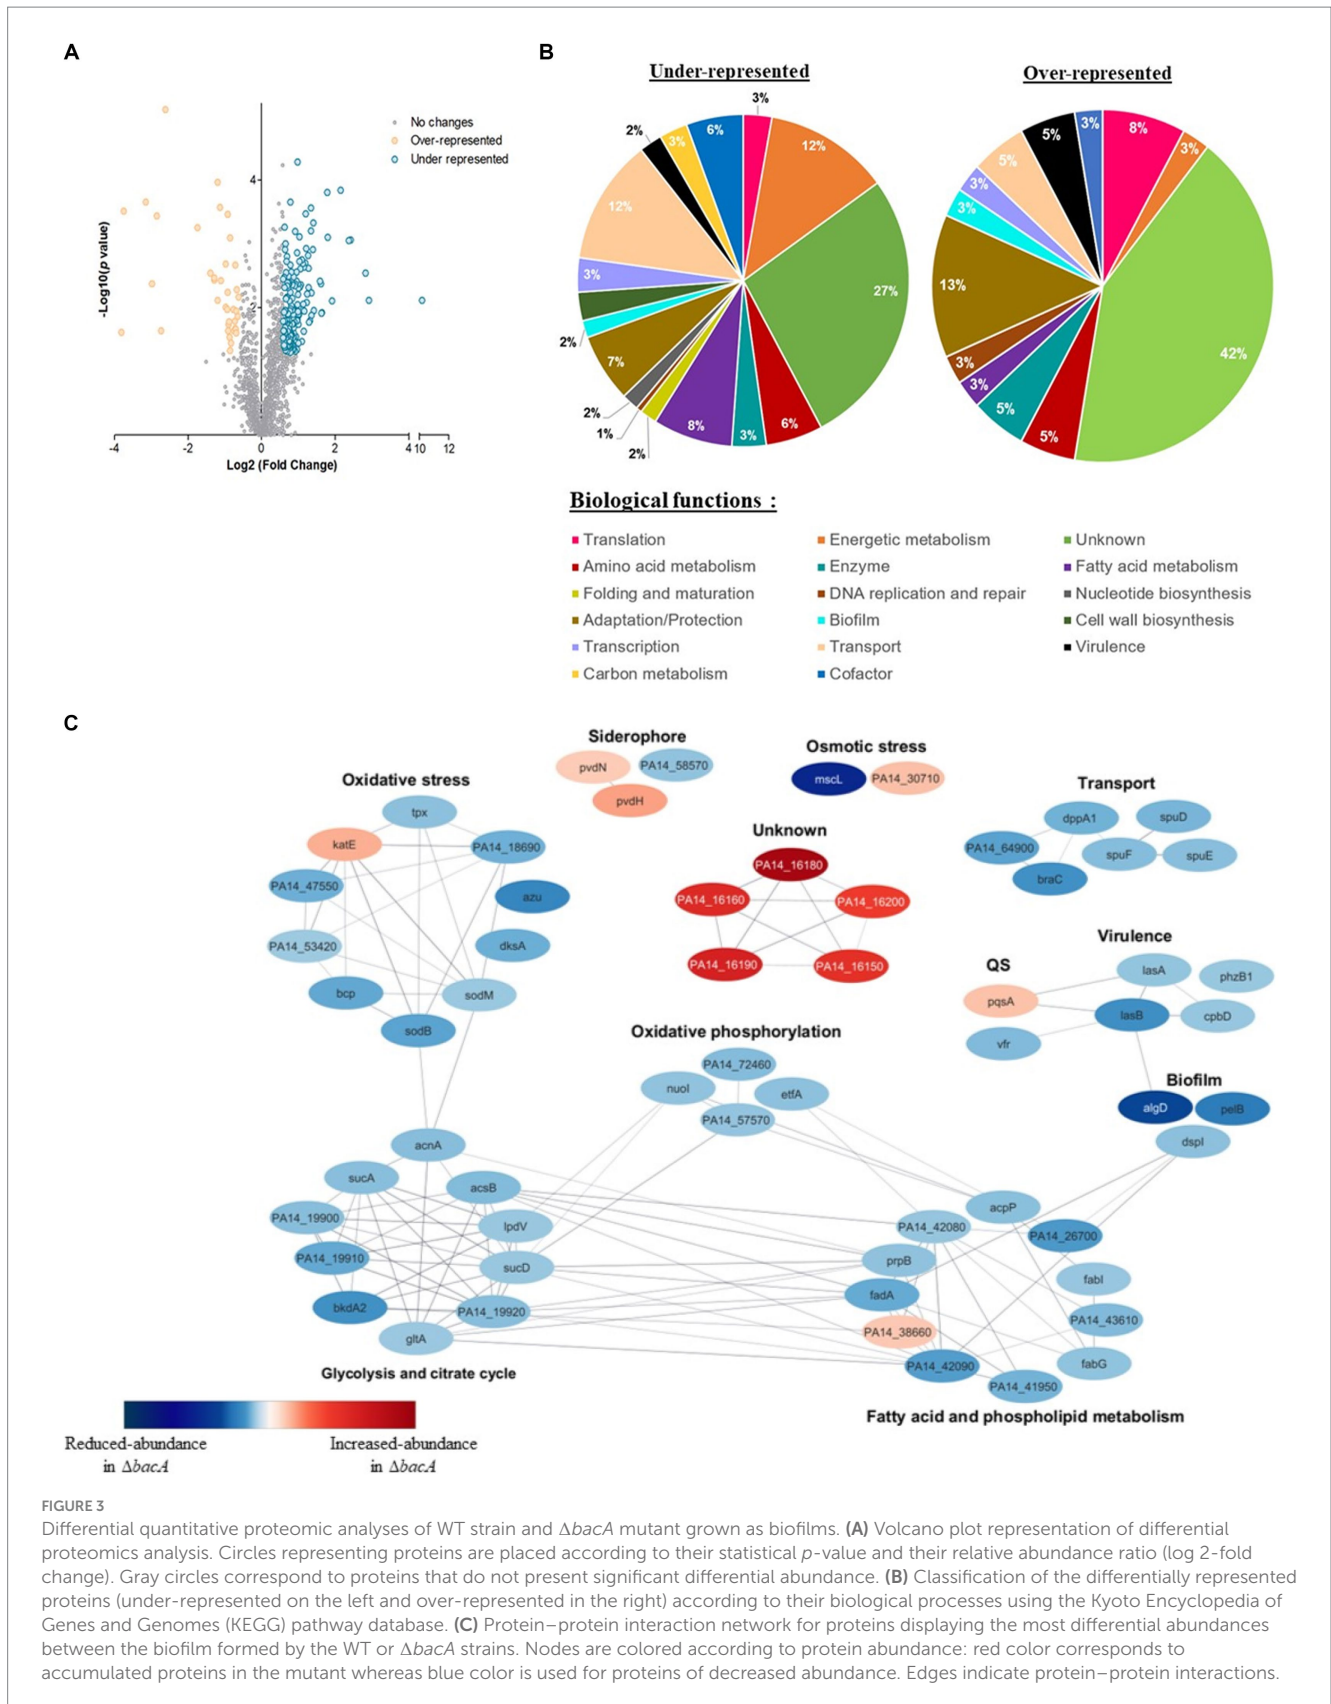 A
No changes
Over-represented
Under represented
4
2
-Log10(p value)
-4 -2 0 2 4 10 12
Log2 (Fold Change)
B
Under-represented
3%
12%
27%
6%
3%
8%
2%
1%
2%
7%
2%
3%
12%
2%
3%
6%
Over-represented
8%
3%
42%
5%
5%
3%
3%
13%
3%
3%
5%
5%
3%
Biological functions :
Translation
Energetic metabolism
Unknown
Amino acid metabolism
Enzyme
Fatty acid metabolism
Folding and maturation
DNA replication and repair
Nucleotide biosynthesis
Adaptation/Protection
Biofilm
Cell wall biosynthesis
Transcription
Transport
Virulence
Carbon metabolism
Cofactor
C
Oxidative stress
tpx
katE
PA14_18690
PA14_47550
azu
PA14_53420
dksA
bcp
sodM
sodB
Siderophore
pvdN
PA14_58570
pvdH
Osmotic stress
mscL
PA14_30710
Unknown
PA14_16180
PA14_16160
PA14_16200
PA14_16190
PA14_16150
Transport
dppA1
spuD
PA14_64900
spuF
spuE
braC
Virulence
lasA
phzB1
lasB
cpbD
QS
pqsA
vfr
Biofilm
algD
pelB
dspI
Oxidative phosphorylation
PA14_72460
nuoI
etfA
PA14_57570
acnA
sucA
acsB
PA14_19900
lpdV
PA14_19910
sucD
bkdA2
PA14_19920
gltA
Glycolysis and citrate cycle
acpP
PA14_42080
PA14_26700
prpB
fabI
fadA
PA14_43610
PA14_38660
PA14_42090
fabG
PA14_41950
Fatty acid and phospholipid metabolism
Reduced-abundance
in ΔbacA
Increased-abundance
in ΔbacA
FIGURE 3
Differential quantitative proteomic analyses of WT strain and ΔbacA mutant grown as biofilms. (A) Volcano plot representation of differential
proteomics analysis. Circles representing proteins are placed according to their statistical p-value and their relative abundance ratio (log 2-fold
change). Gray circles correspond to proteins that do not present significant differential abundance. (B) Classification of the differentially represented
proteins (under-represented on the left and over-represented in the right) according to their biological processes using the Kyoto Encyclopedia of
Genes and Genomes (KEGG) pathway database. (C) Protein–protein interaction network for proteins displaying the most differential abundances
between the biofilm formed by the WT or ΔbacA strains. Nodes are colored according to protein abundance: red color corresponds to
accumulated proteins in the mutant whereas blue color is used for proteins of decreased abundance. Edges indicate protein–protein interactions.